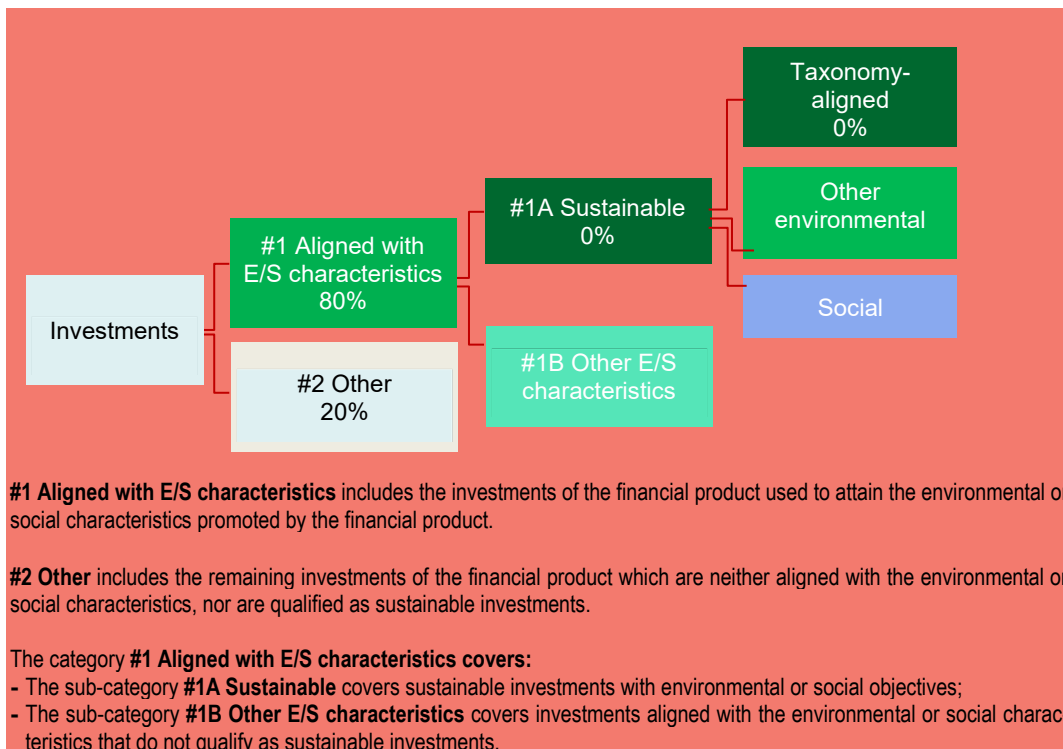 Taxonomy-
aligned
0%
Other
environmental
#1A Sustainable
0%
#1 Aligned with
E/S characteristics
80%
Social
Investments
#1B Other E/S
characteristics
#2 Other
20%
#1 Aligned with E/S characteristics includes the investments of the financial product used to attain the environmental or
social characteristics promoted by the financial product.
#2 Other includes the remaining investments of the financial product which are neither aligned with the environmental or
social characteristics, nor are qualified as sustainable investments.
The category #1 Aligned with E/S characteristics covers:
- The sub-category #1A Sustainable covers sustainable investments with environmental or social objectives;
- The sub-category #1B Other E/S characteristics covers investments aligned with the environmental or social charac
teristics that do not qualify as sustainable investments.